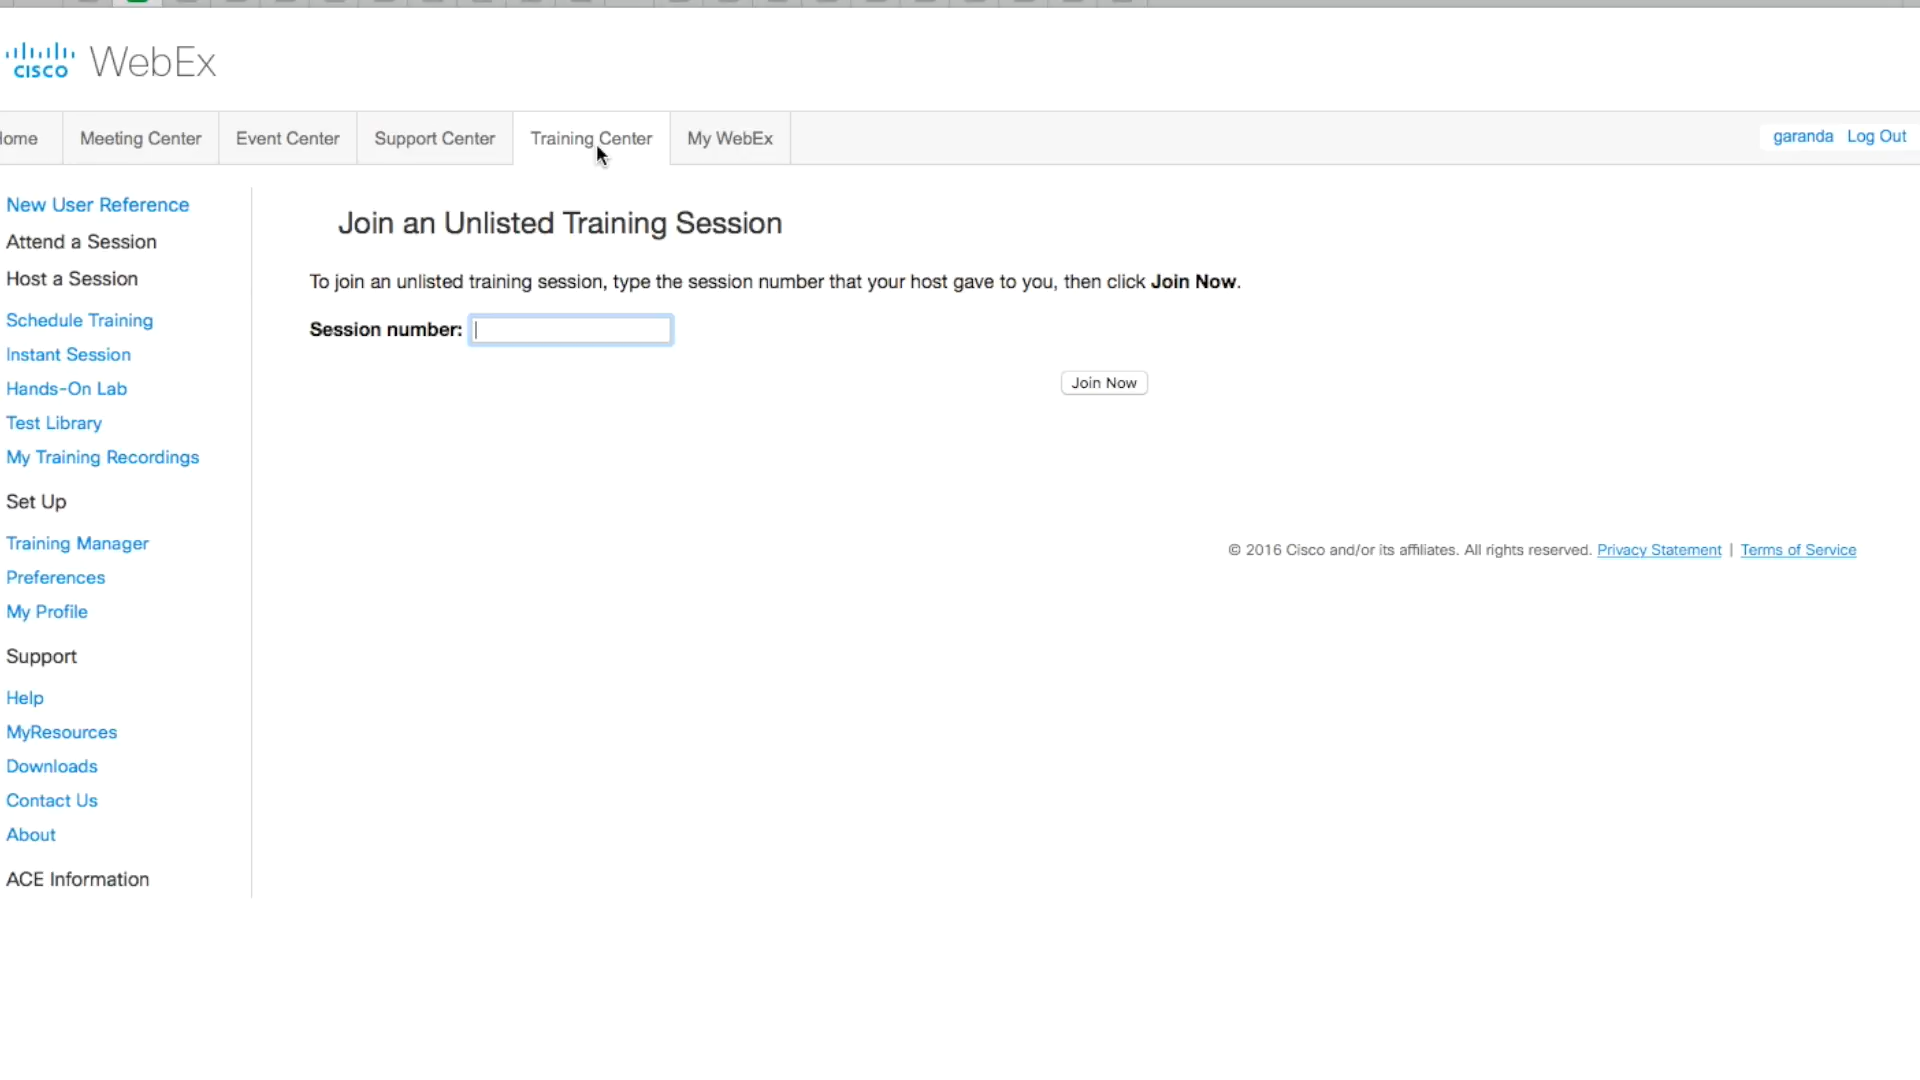 CISCO WebEx
Meeting Center
Event Center
Support Center
Training Center
My WebEx
garanda
Log Out
New User Reference
Attend a Session
Host a Session
Schedule Training
Instant Session
Hands-On Lab
Test Library
My Training Recordings
Set Up
Training Manager
Preferences
My Profile
Support
Help
MyResources
Downloads
Contact Us
About
ACE Information
Join an Unlisted Training Session
To join an unlisted training session, type the session number that your host gave to you, then click Join Now.
Session number:
Join Now
© 2016 Cisco and/or its affiliates. All rights reserved. Privacy Statement | Terms of Service